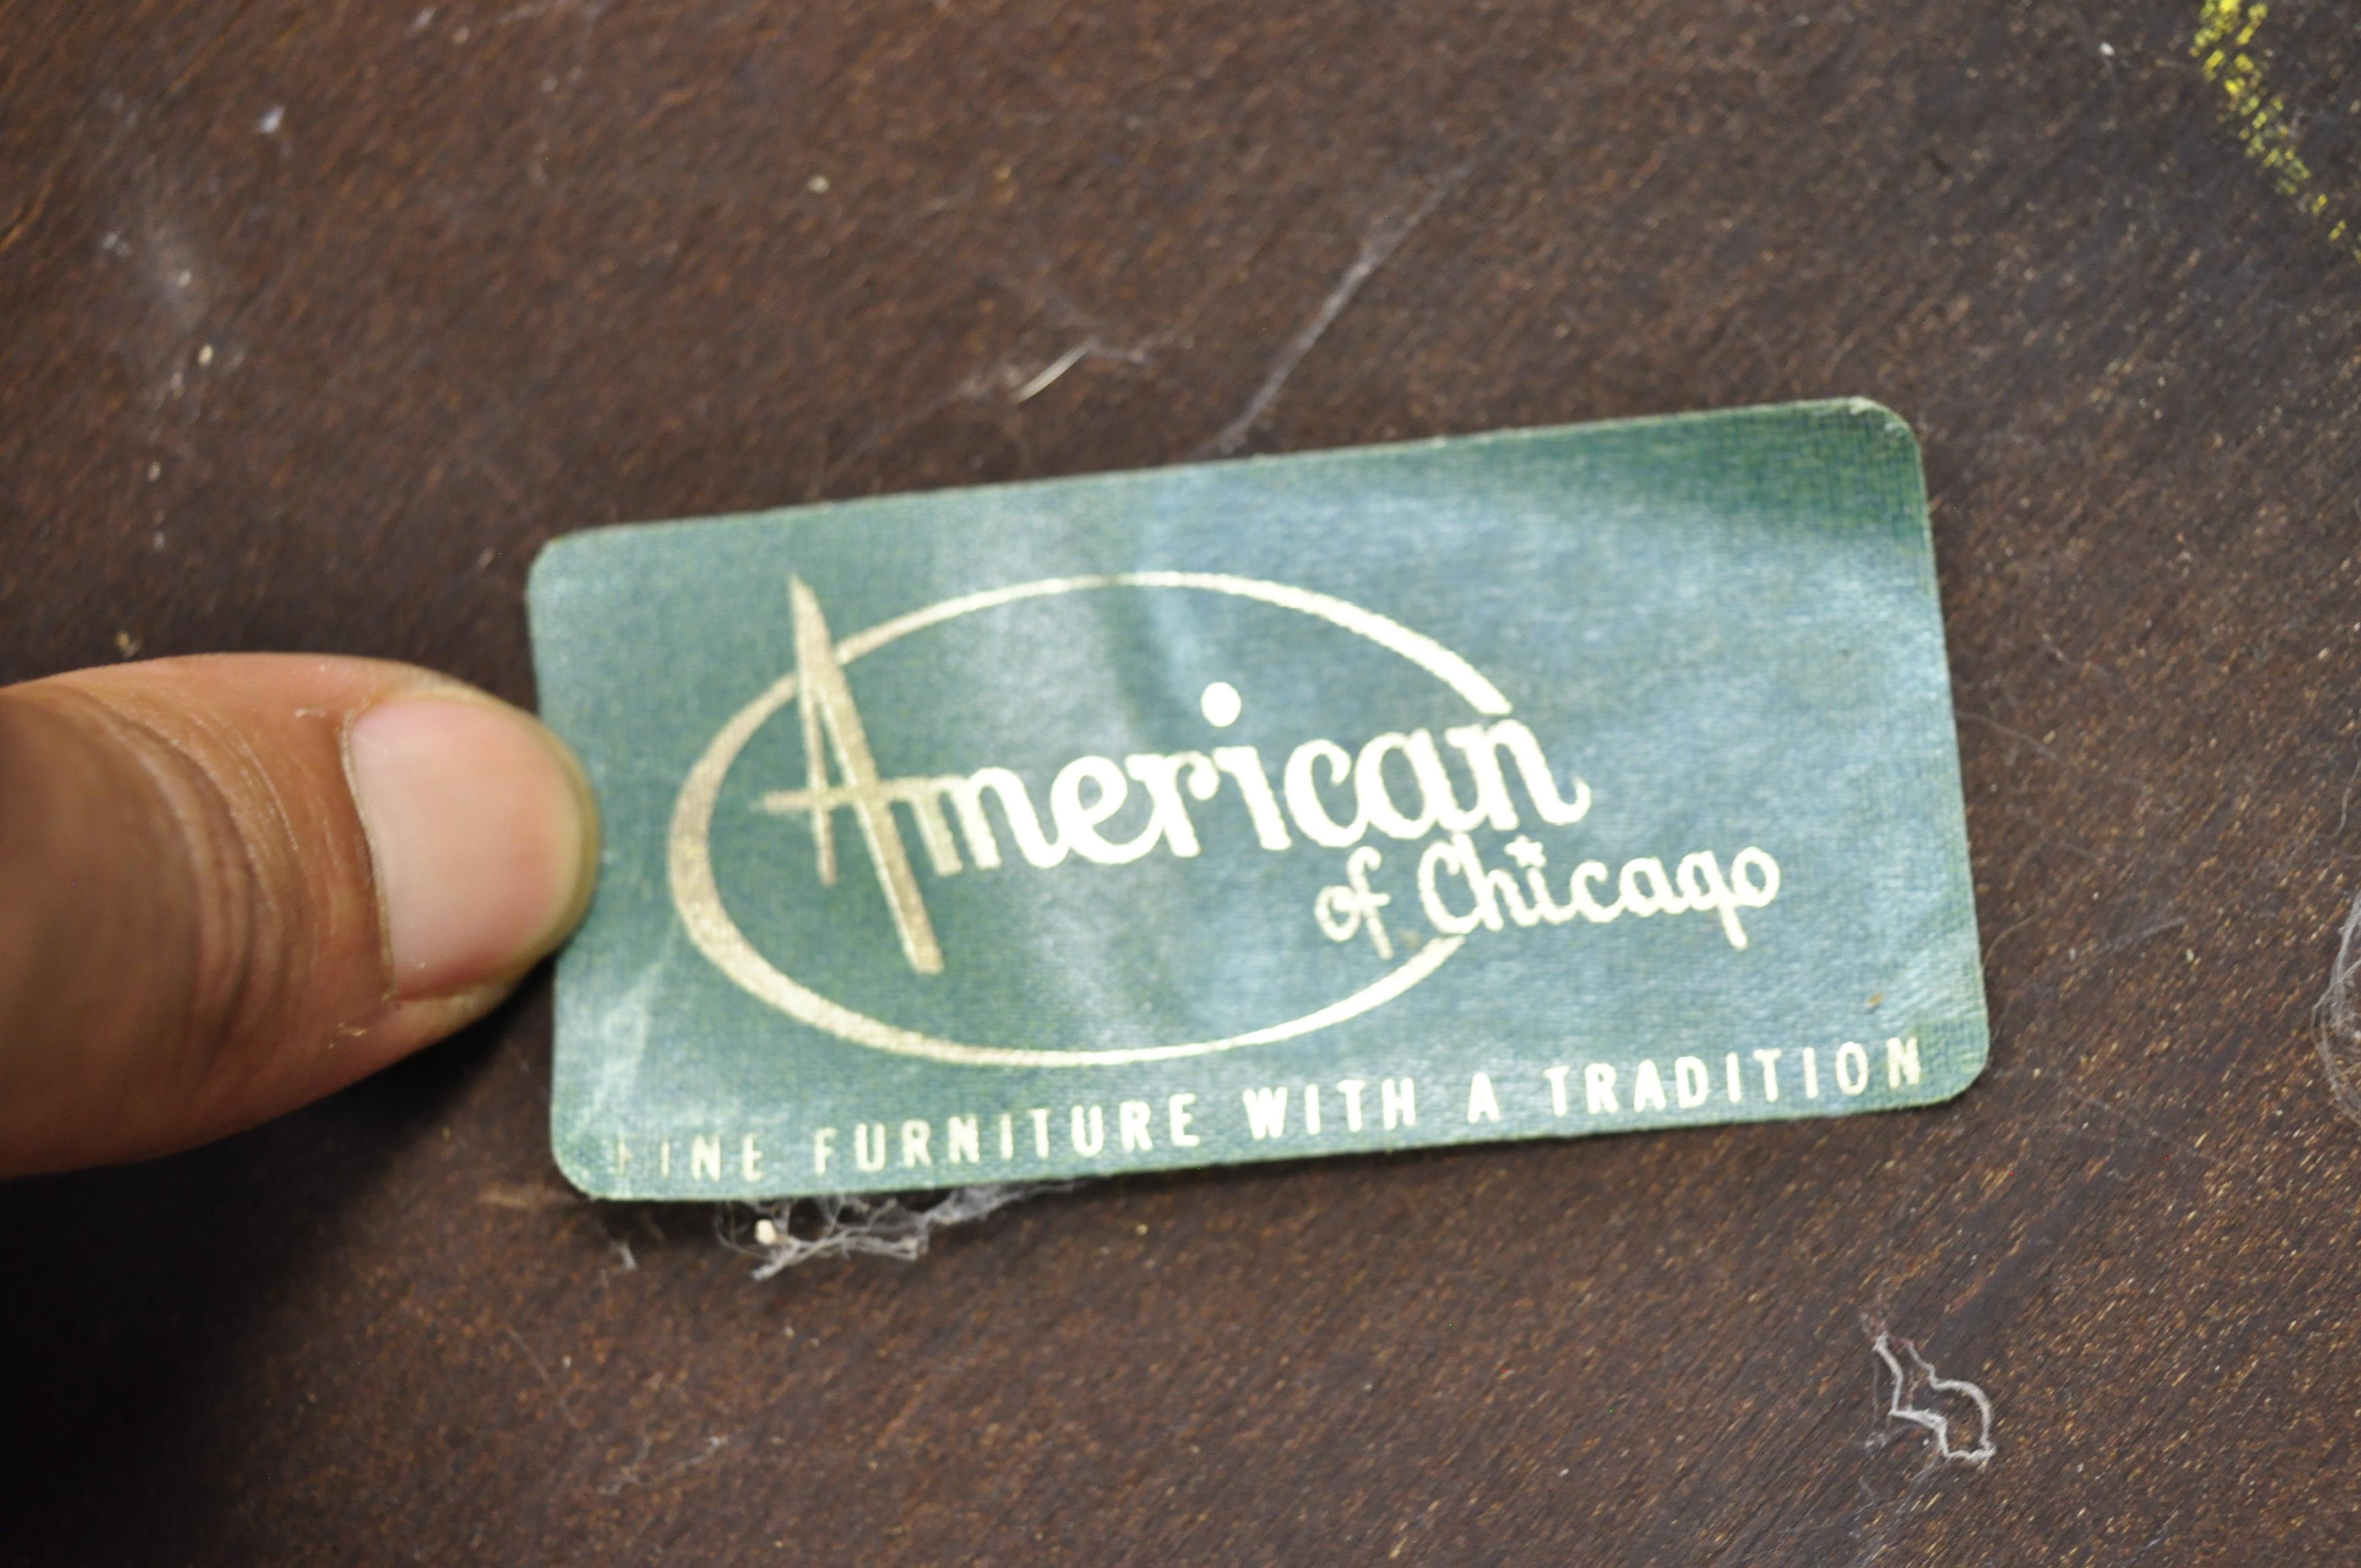 American
of Chicago
FINE FURNITURE WITH A TRADITION